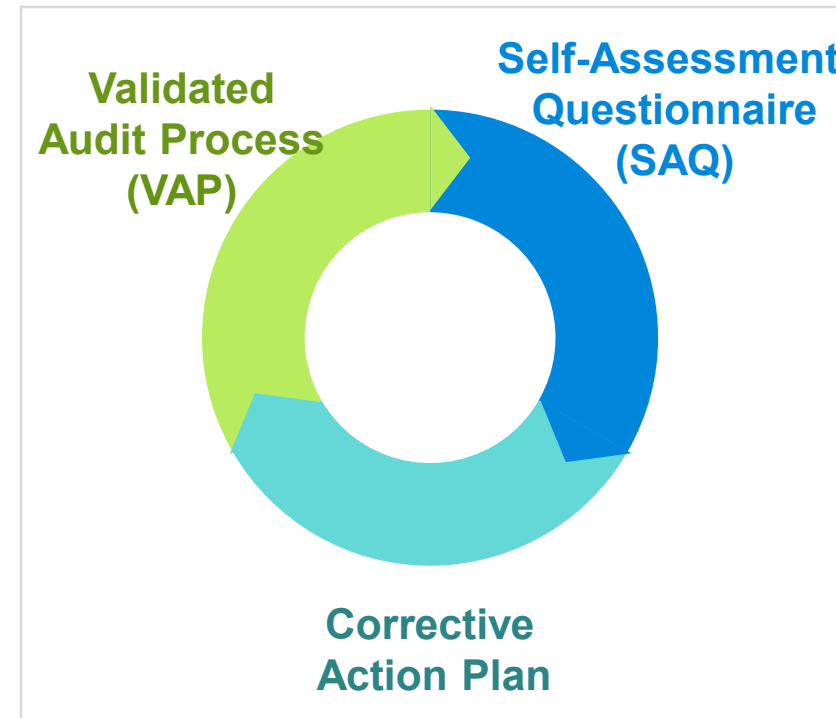 Validated
Audit Process
(VAP)
Self-Assessment
Questionnaire
(SAQ)
Corrective
Action Plan